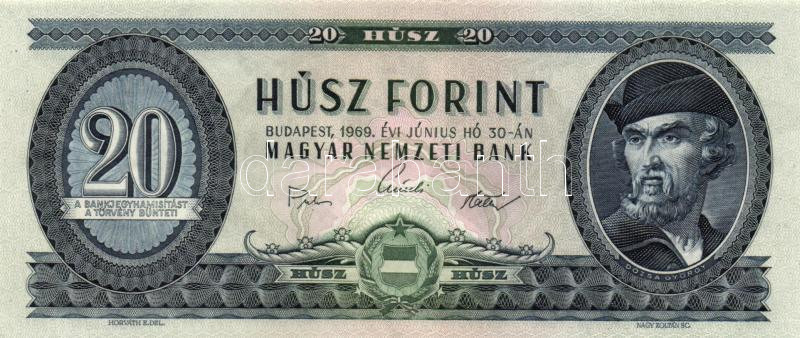 20 HÚSZ 20
HÚSZ FORINT
BUDAPEST, 1969. ÉVI JÚNIUS HÓ 30-ÁN
MAGYAR NEMZETI BANK
20
A BANKJEGYHAMISÍTÁST
A TÖRVÉNY BÜNTETI
HÚSZ HÚSZ
DÓZSA GYÖRGY
HORVÁTH E. DEL.
NAGY ZOLTÁN SC.